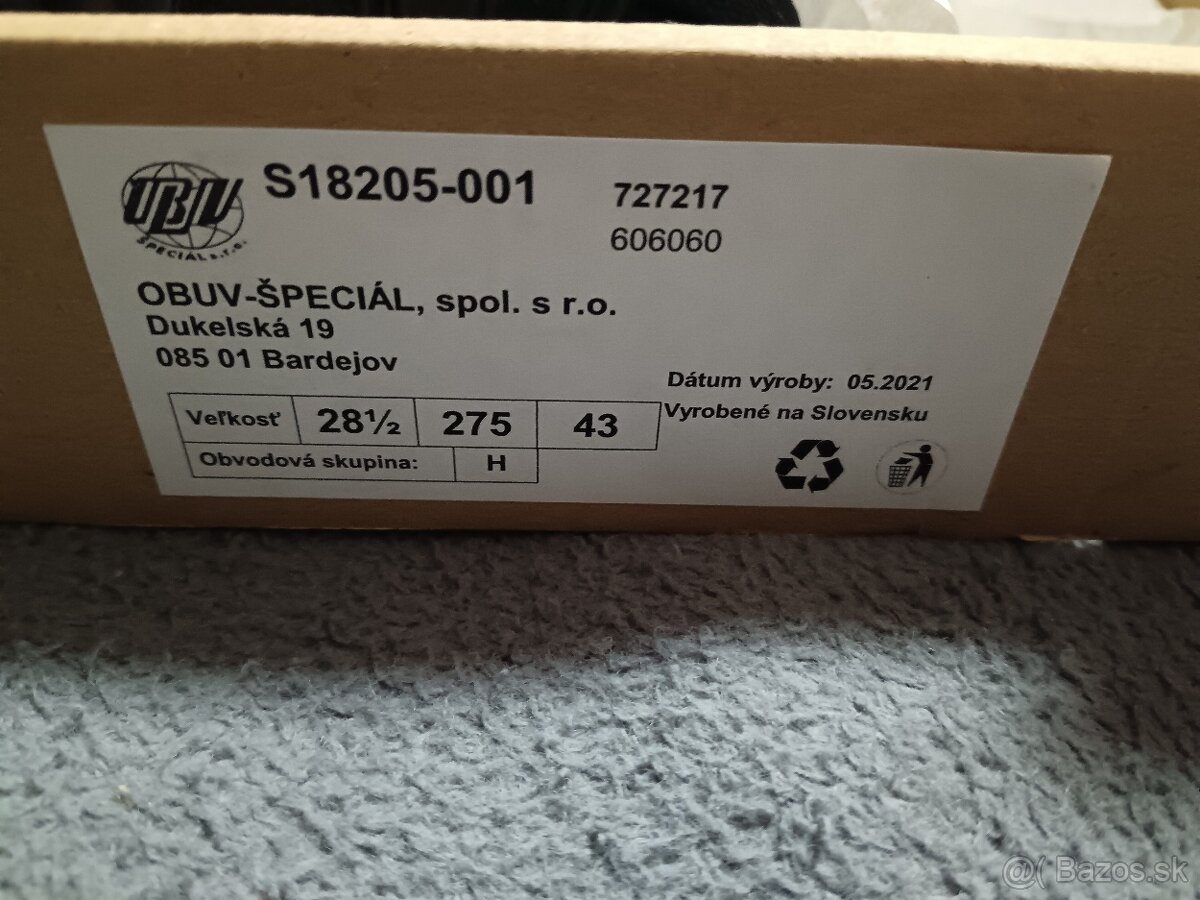 UBV
ŠPECIÁL s.r.o.
S18205-001
727217
606060
OBUV-ŠPECIÁL, spol. s r.o.
Dukelská 19
085 01 Bardejov
Dátum výroby: 05.2021
Vyrobené na Slovensku
Veľkosť 28½ 275 43
Obvodová skupina: H
@( Bazos.sk